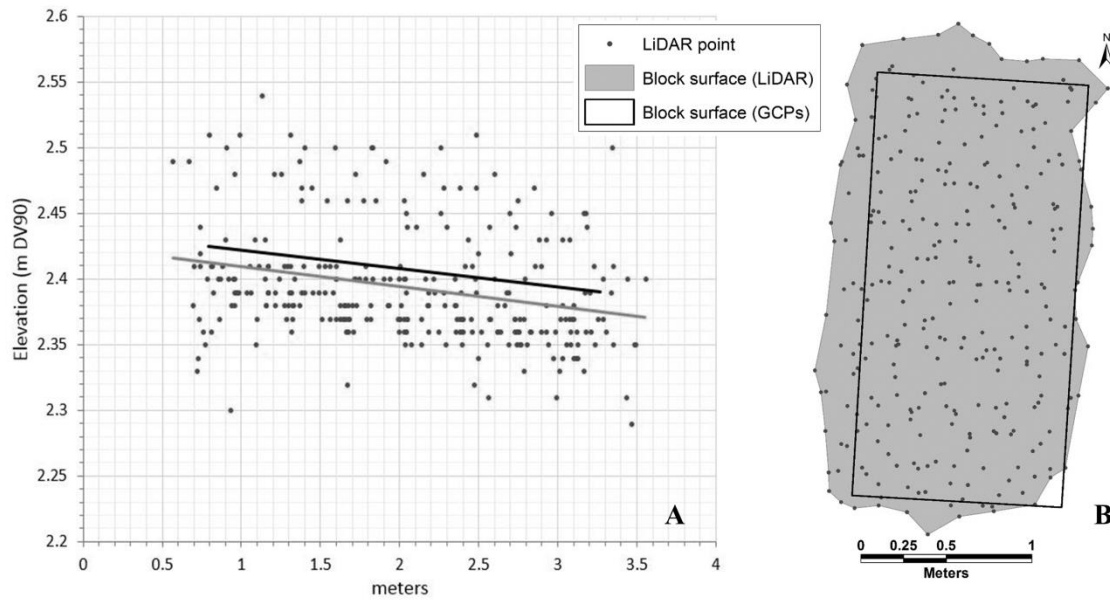 2.6
2.55
2.5
2.45
2.4
2.35
2.3
2.25
2.2
Elevation (m DV90)
0 0.5 1 1.5 2 2.5 3 3.5 4
meters
A
LiDAR point
Block surface (LiDAR)
Block surface (GCPs)
N
B
0 0.25 0.5 1
Meters